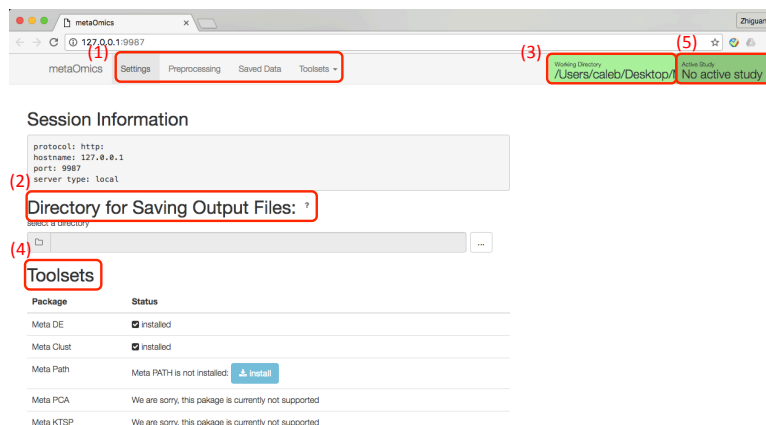 metaOmics
Zhiguan
127.0.0.1:9987
(1)
(3)
(5)
metaOmics Settings Preprocessing Saved Data Toolsets
Working Directory
/Users/caleb/Desktop/
Active Study
No active study
Session Information
protocol: http:
hostname: 127.0.0.1
port: 9987
server type: local
(2)
Directory for Saving Output Files: ?
select a directory
...
(4)
Toolsets
Package Status
Meta DE installed
Meta Clust installed
Meta Path Meta PATH is not installed: install
Meta PCA We are sorry, this pakage is currently not supported
Meta KTSP We are sorry, this pakage is currently not supported